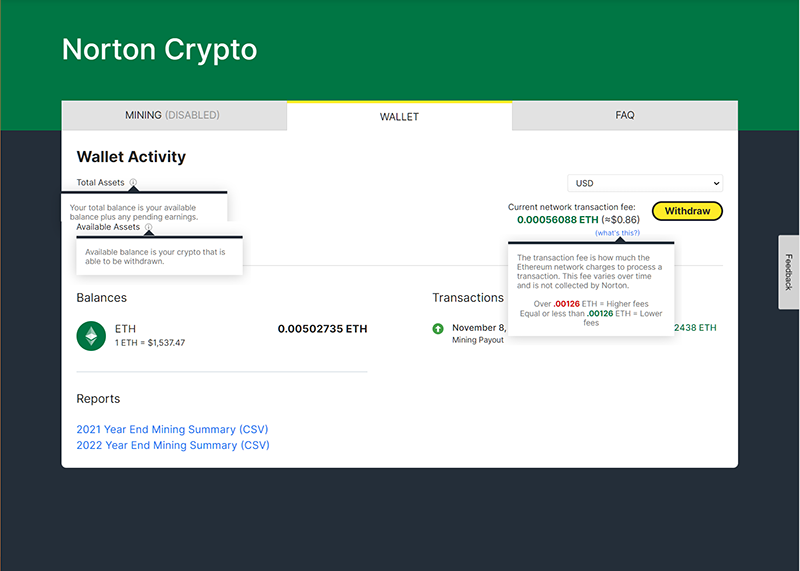 Norton Crypto
MINING (DISABLED)
WALLET
FAQ
Wallet Activity
Total Assets
Your total balance is your available
balance plus any pending earnings.
Available Assets
Available balance is your crypto that is
able to be withdrawn.
USD
Current network transaction fee:
0.00056088 ETH (≈$0.86)
(what's this?)
Withdraw
The transaction fee is how much the
Ethereum network charges to process a
transaction. This fee varies over time
and is not collected by Norton.
Over .00126 ETH = Higher fees
Equal or less than .00126 ETH = Lower
fees
Feedback
Balances
ETH
1 ETH = $1,537.47
0.00502735 ETH
Transactions
November 8,
2438 ETH
Mining Payout
Reports
2021 Year End Mining Summary (CSV)
2022 Year End Mining Summary (CSV)